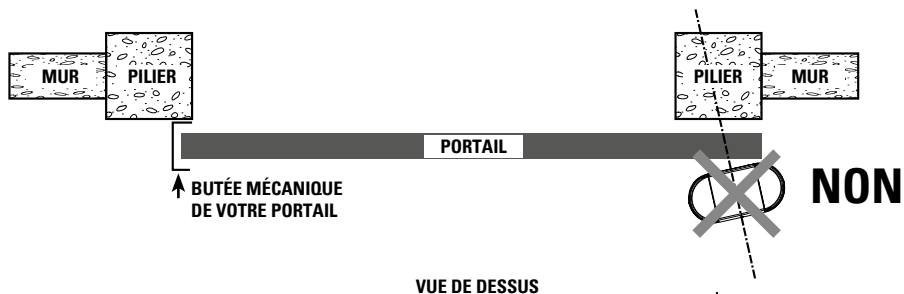 MUR PILIER PILIER MUR
PORTAIL
NON
BUTÉE MÉCANIQUE
DE VOTRE PORTAIL
VUE DE DESSUS